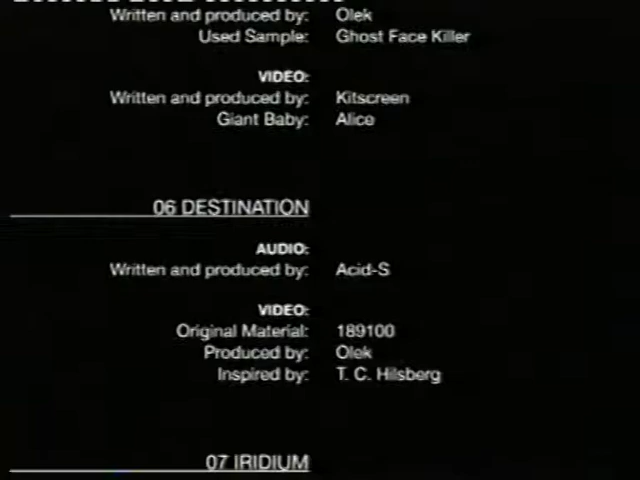 Written and produced by: Olek
Used Sample: Ghost Face Killer
VIDEO:
Written and produced by: Kitscreen
Giant Baby: Alice
06 DESTINATION
AUDIO:
Written and produced by: Acid-S
VIDEO:
Original Material: 189100
Produced by: Olek
Inspired by: T. C. Hilsberg
07 IRIDIUM